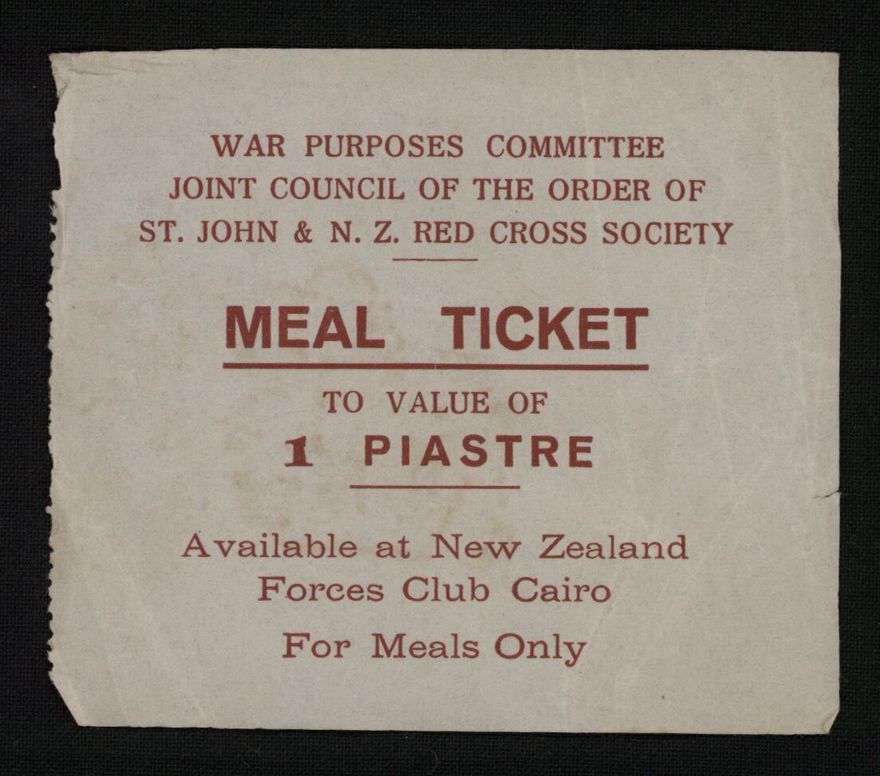 WAR PURPOSES COMMITTEE
JOINT COUNCIL OF THE ORDER OF
ST. JOHN & N. Z. RED CROSS SOCIETY
MEAL TICKET
TO VALUE OF
1 PIASTRE
Available at New Zealand
Forces Club Cairo
For Meals Only